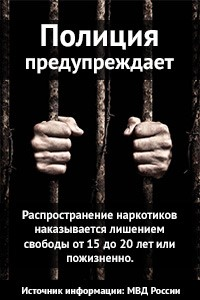 Полиция
предупреждает
Распространение наркотиков
наказывается лишением
свободы от 15 до 20 лет или
пожизненно.
Источник информации: МВД России